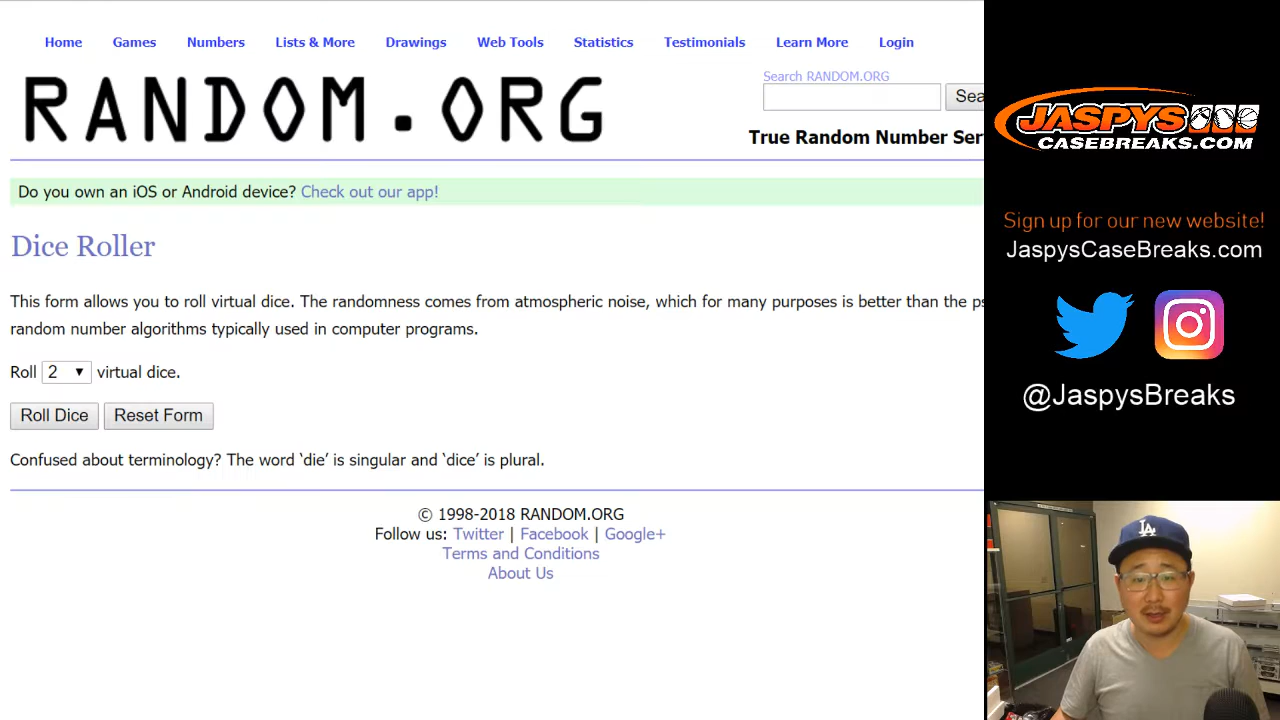 Home Games Numbers Lists & More Drawings Web Tools Statistics Testimonials Learn More Login
RANDOM.ORG
Search RANDOM.ORG
Sea
True Random Number Ser
Do you own an iOS or Android device? Check out our app!
Dice Roller
This form allows you to roll virtual dice. The randomness comes from atmospheric noise, which for many purposes is better than the ps
random number algorithms typically used in computer programs.
Roll 2 virtual dice.
Roll Dice Reset Form
Confused about terminology? The word ‘die’ is singular and ‘dice’ is plural.
© 1998-2018 RANDOM.ORG
Follow us: Twitter | Facebook | Google+
Terms and Conditions
About Us
JASPYS
CASEBREAKS.COM
Sign up for our new website!
JaspysCaseBreaks.com
@JaspysBreaks
LA